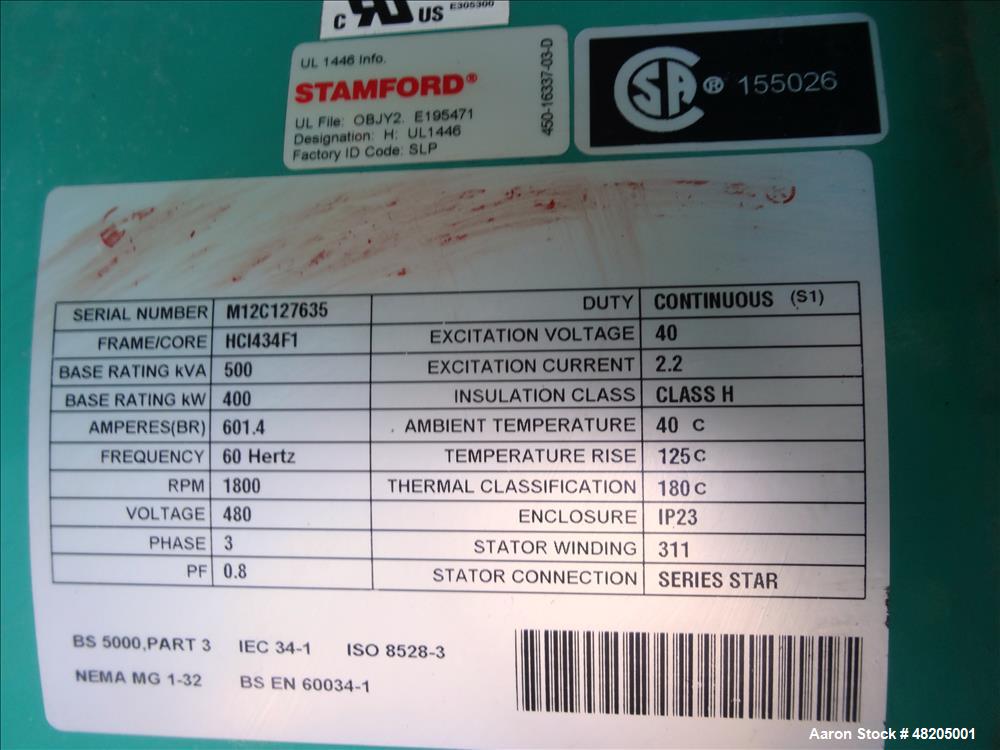 C US E305300
UL 1446 Info.
STAMFORD®
UL File: OBJY2. E195471
Designation: H: UL1446
Factory ID Code: SLP
450-16337-03-D
CSA ® 155026
SERIAL NUMBER M12C127635 DUTY CONTINUOUS (S1)
FRAME/CORE HCI434F1 EXCITATION VOLTAGE 40
BASE RATING kVA 500 EXCITATION CURRENT 2.2
BASE RATING kW 400 INSULATION CLASS CLASS H
AMPERES(BR) 601.4 AMBIENT TEMPERATURE 40 C
FREQUENCY 60 Hertz TEMPERATURE RISE 125 C
RPM 1800 THERMAL CLASSIFICATION 180 C
VOLTAGE 480 ENCLOSURE IP23
PHASE 3 STATOR WINDING 311
PF 0.8 STATOR CONNECTION SERIES STAR
BS 5000,PART 3 IEC 34-1 ISO 8528-3
NEMA MG 1-32 BS EN 60034-1
Aaron Stock # 48205001